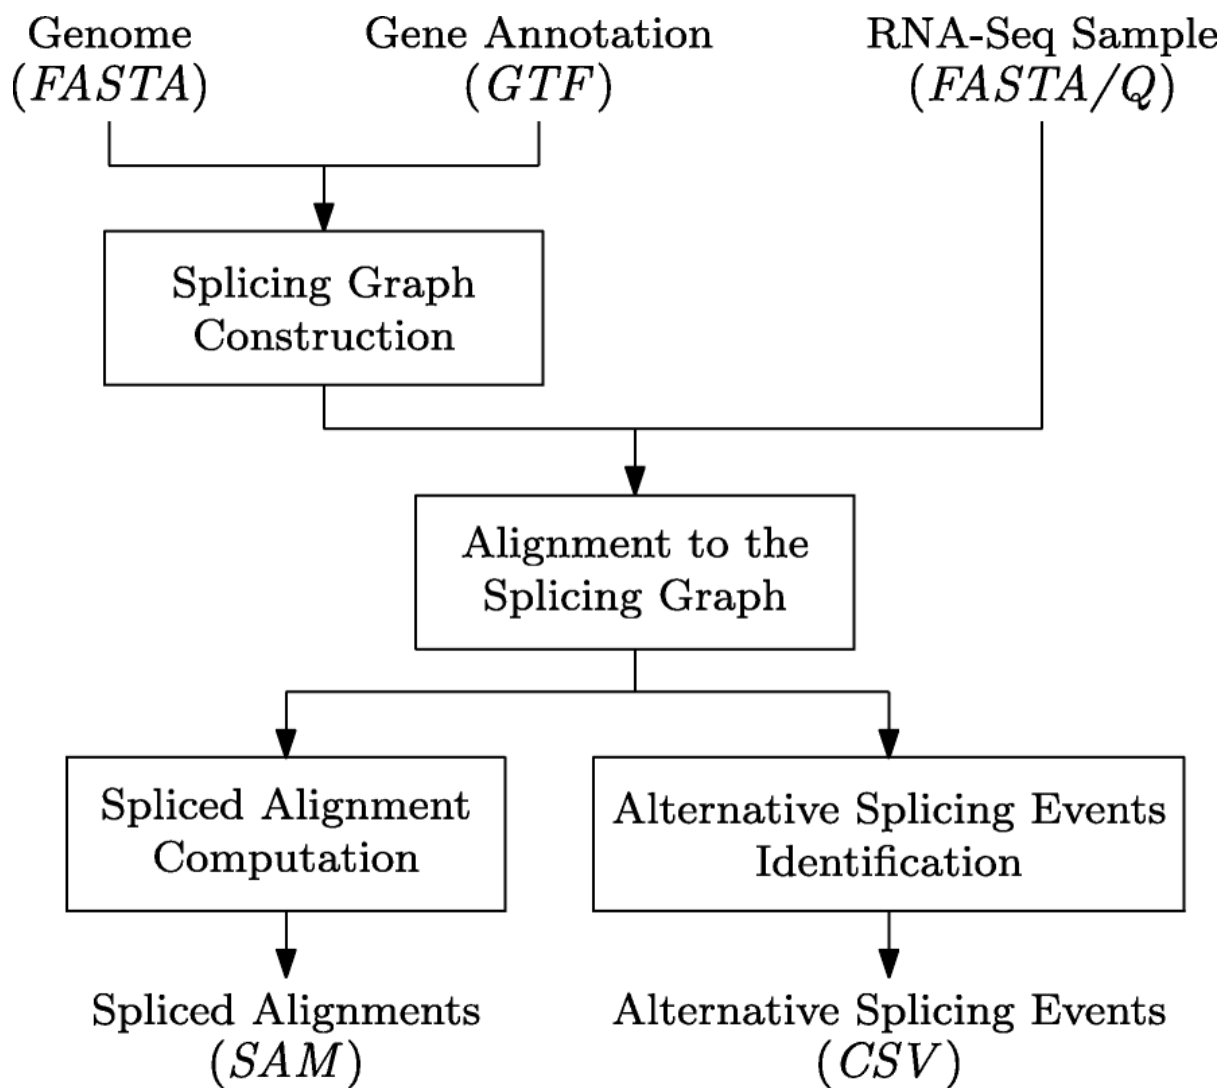 Genome
(FASTA)
Gene Annotation
(GTF)
RNA-Seq Sample
(FASTA/Q)
Splicing Graph
Construction
Alignment to the
Splicing Graph
Spliced Alignment
Computation
Alternative Splicing Events
Identification
Spliced Alignments
(SAM)
Alternative Splicing Events
(CSV)